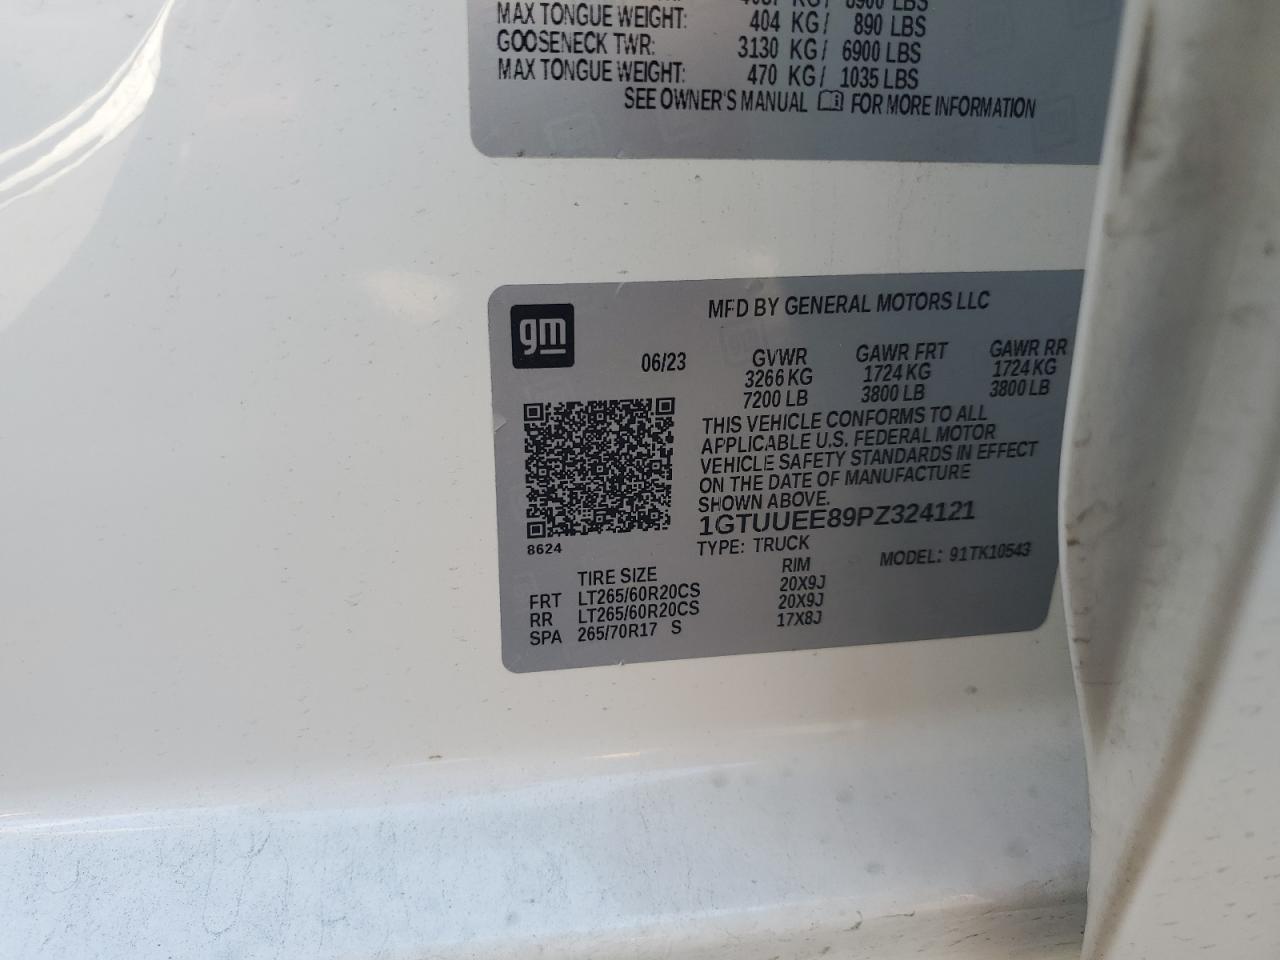 8900 LBS
MAX TONGUE WEIGHT: 404 KG/ 890 LBS
GOOSENECK TWR: 3130 KG/ 6900 LBS
MAX TONGUE WEIGHT: 470 KG/ 1035 LBS
SEE OWNER'S MANUAL FOR MORE INFORMATION
gm
MFD BY GENERAL MOTORS LLC
06/23 GVWR GAWR FRT GAWR RR
3266 KG 1724 KG 1724 KG
7200 LB 3800 LB 3800 LB
THIS VEHICLE CONFORMS TO ALL
APPLICABLE U.S. FEDERAL MOTOR
VEHICLE SAFETY STANDARDS IN EFFECT
ON THE DATE OF MANUFACTURE
SHOWN ABOVE.
1GTUUEE89PZ324121
8624
TYPE: TRUCK MODEL: 91TK10543
TIRE SIZE RIM
FRT LT265/60R20CS 20X9J
RR LT265/60R20CS 20X9J
SPA 265/70R17 S 17X8J